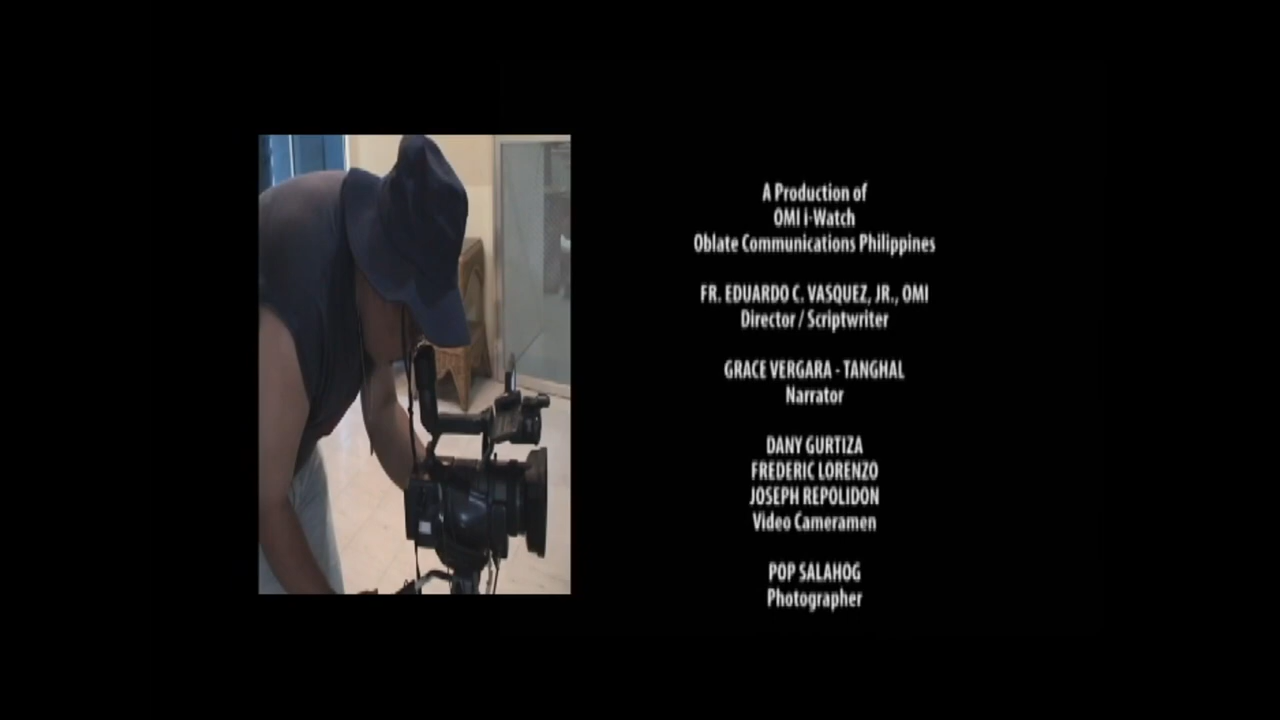 A Production of
OMI i-Watch
Oblate Communications Philippines
FR. EDUARDO C. VASQUEZ, JR., OMI
Director / Scriptwriter
GRACE VERGARA - TANGHAL
Narrator
DANY GURTIZA
FREDERIC LORENZO
JOSEPH REPOLIDON
Video Cameramen
POP SALAHOG
Photographer